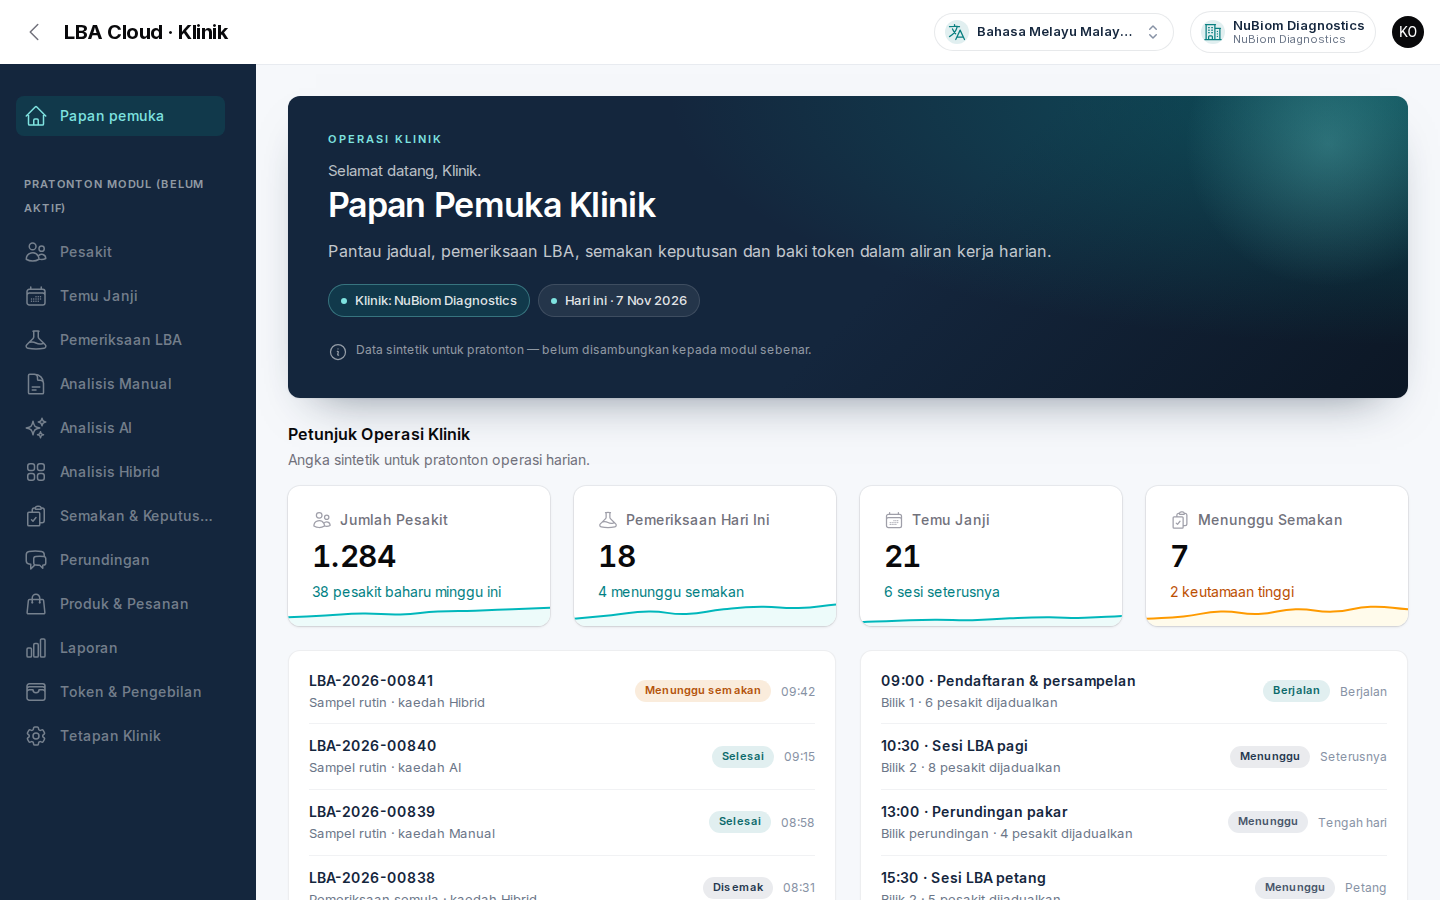 LBA Cloud · Klinik
Bahasa Melayu Malay...
NuBiom Diagnostics
NuBiom Diagnostics
KO
Papan pemuka
PRATONTON MODUL (BELUM
AKTIF)
Pesakit
Temu Janji
Pemeriksaan LBA
Analisis Manual
Analisis AI
Analisis Hibrid
Semakan & Keputus...
Perundingan
Produk & Pesanan
Laporan
Token & Pengebilan
Tetapan Klinik
OPERASI KLINIK
Selamat datang, Klinik.
Papan Pemuka Klinik
Pantau jadual, pemeriksaan LBA, semakan keputusan dan baki token dalam aliran kerja harian.
Klinik: NuBiom Diagnostics
Hari ini · 7 Nov 2026
Data sintetik untuk pratonton — belum disambungkan kepada modul sebenar.
Petunjuk Operasi Klinik
Angka sintetik untuk pratonton operasi harian.
Jumlah Pesakit
1.284
38 pesakit baharu minggu ini
Pemeriksaan Hari Ini
18
4 menunggu semakan
Temu Janji
21
6 sesi seterusnya
Menunggu Semakan
7
2 keutamaan tinggi
LBA-2026-00841
Sampel rutin · kaedah Hibrid
Menunggu semakan
09:42
LBA-2026-00840
Sampel rutin · kaedah AI
Selesai
09:15
LBA-2026-00839
Sampel rutin · kaedah Manual
Selesai
08:58
LBA-2026-00838
Pemeriksaan semula · kaedah Hibrid
Disemak
08:31
09:00 · Pendaftaran & persampelan
Bilik 1 · 6 pesakit dijadualkan
Berjalan
Berjalan
10:30 · Sesi LBA pagi
Bilik 2 · 8 pesakit dijadualkan
Menunggu
Seterusnya
13:00 · Perundingan pakar
Bilik perundingan · 4 pesakit dijadualkan
Menunggu
Tengah hari
15:30 · Sesi LBA petang
Bilik 2 · 5 pesakit dijadualkan
Menunggu
Petang